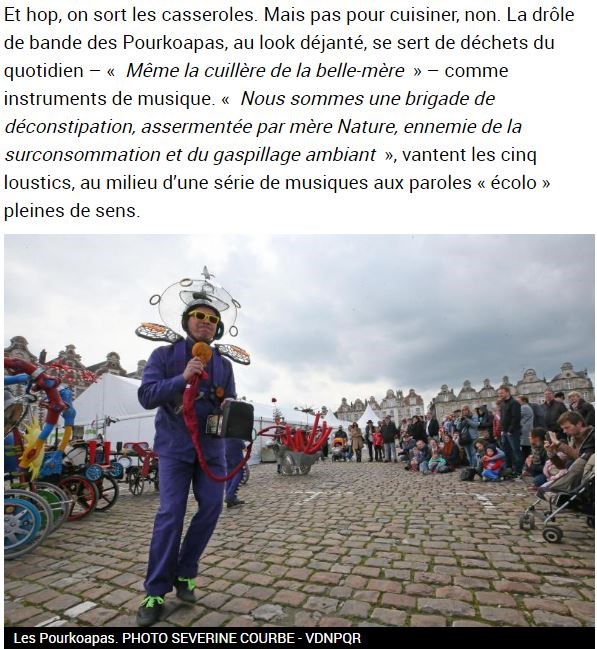 Et hop, on sort les casseroles. Mais pas pour cuisiner, non. La drôle
de bande des Pourkoapas, au look déjanté, se sert de déchets du
quotidien – « Même la cuillère de la belle-mère » – comme
instruments de musique. « Nous sommes une brigade de
déconstipation, assermentée par mère Nature, ennemie de la
surconsommation et du gaspillage ambiant », vantent les cinq
loustics, au milieu d’une série de musiques aux paroles « écolo »
pleines de sens.
Les Pourkoapas. PHOTO SEVERINE COURBE - VDNPQR